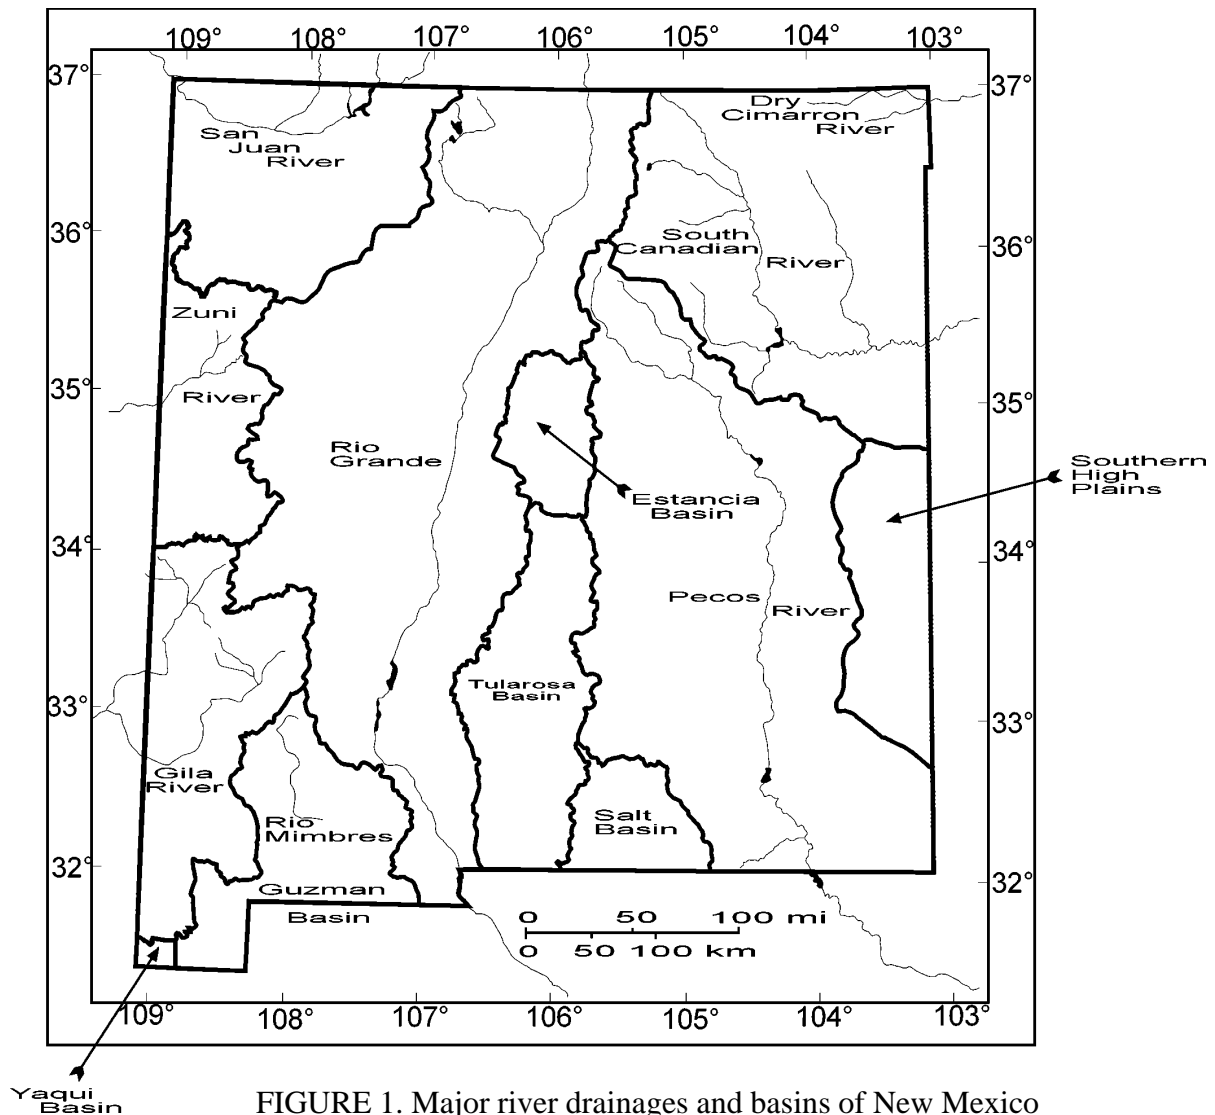 109° 108° 107° 106° 105° 104° 103°
37° 37°
Dry
Cimarron
River
San
Juan
River
36° 36°
South
Canadian
River
Zuni
River
35° 35°
Rio
Grande
Southern
High
Plains
Estancia
Basin
34° 34°
Pecos
River
Tularosa
Basin
33° 33°
Gila
River
Salt
Basin
Rio
Mimbres
32° 32°
Guzman
Basin
0 50 100 mi
0 50 100 km
109° 108° 107° 106° 105° 104° 103°
Yaqui
Basin
FIGURE 1. Major river drainages and basins of New Mexico